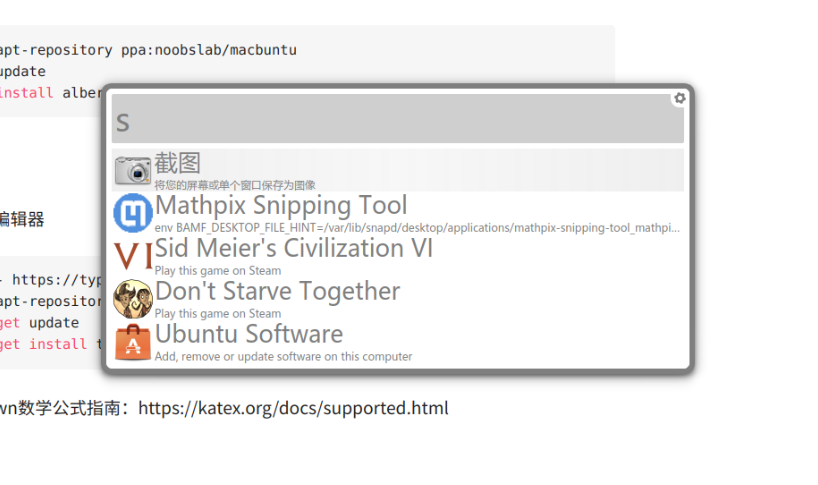 apt-repository ppa:noobslab/macbuntu
update
install alber
s
截图
将您的屏幕或单个窗口保存为图像
Mathpix Snipping Tool
env BAMF_DESKTOP_FILE_HINT=/var/lib/snapd/desktop/applications/mathpix-snipping-tool_mathpi...
VI Sid Meier's Civilization VI
Play this game on Steam
Don't Starve Together
Play this game on Steam
Ubuntu Software
Add, remove or update software on this computer
编辑器
- https://typ
apt-repositor
get update
get install t
wn数学公式指南：https://katex.org/docs/supported.html